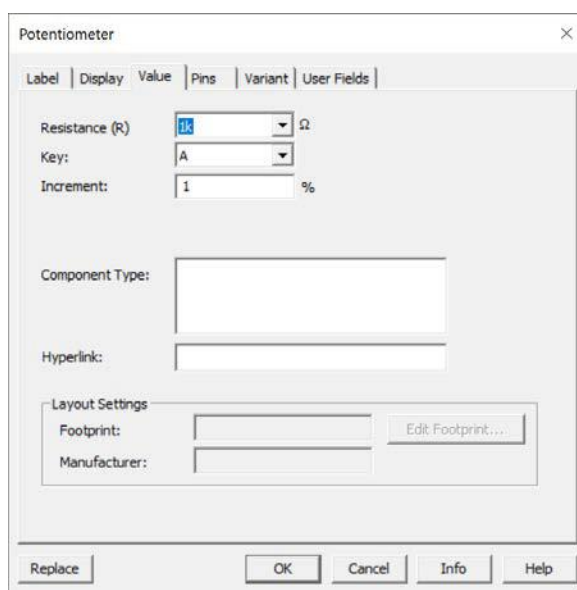 Potentiometer
Label Display Value Pins Variant User Fields
Resistance (R) 1k Ω
Key: A
Increment: 1 %
Component Type:
Hyperlink:
Layout Settings
Footprint: Edit Footprint...
Manufacturer:
Replace OK Cancel Info Help